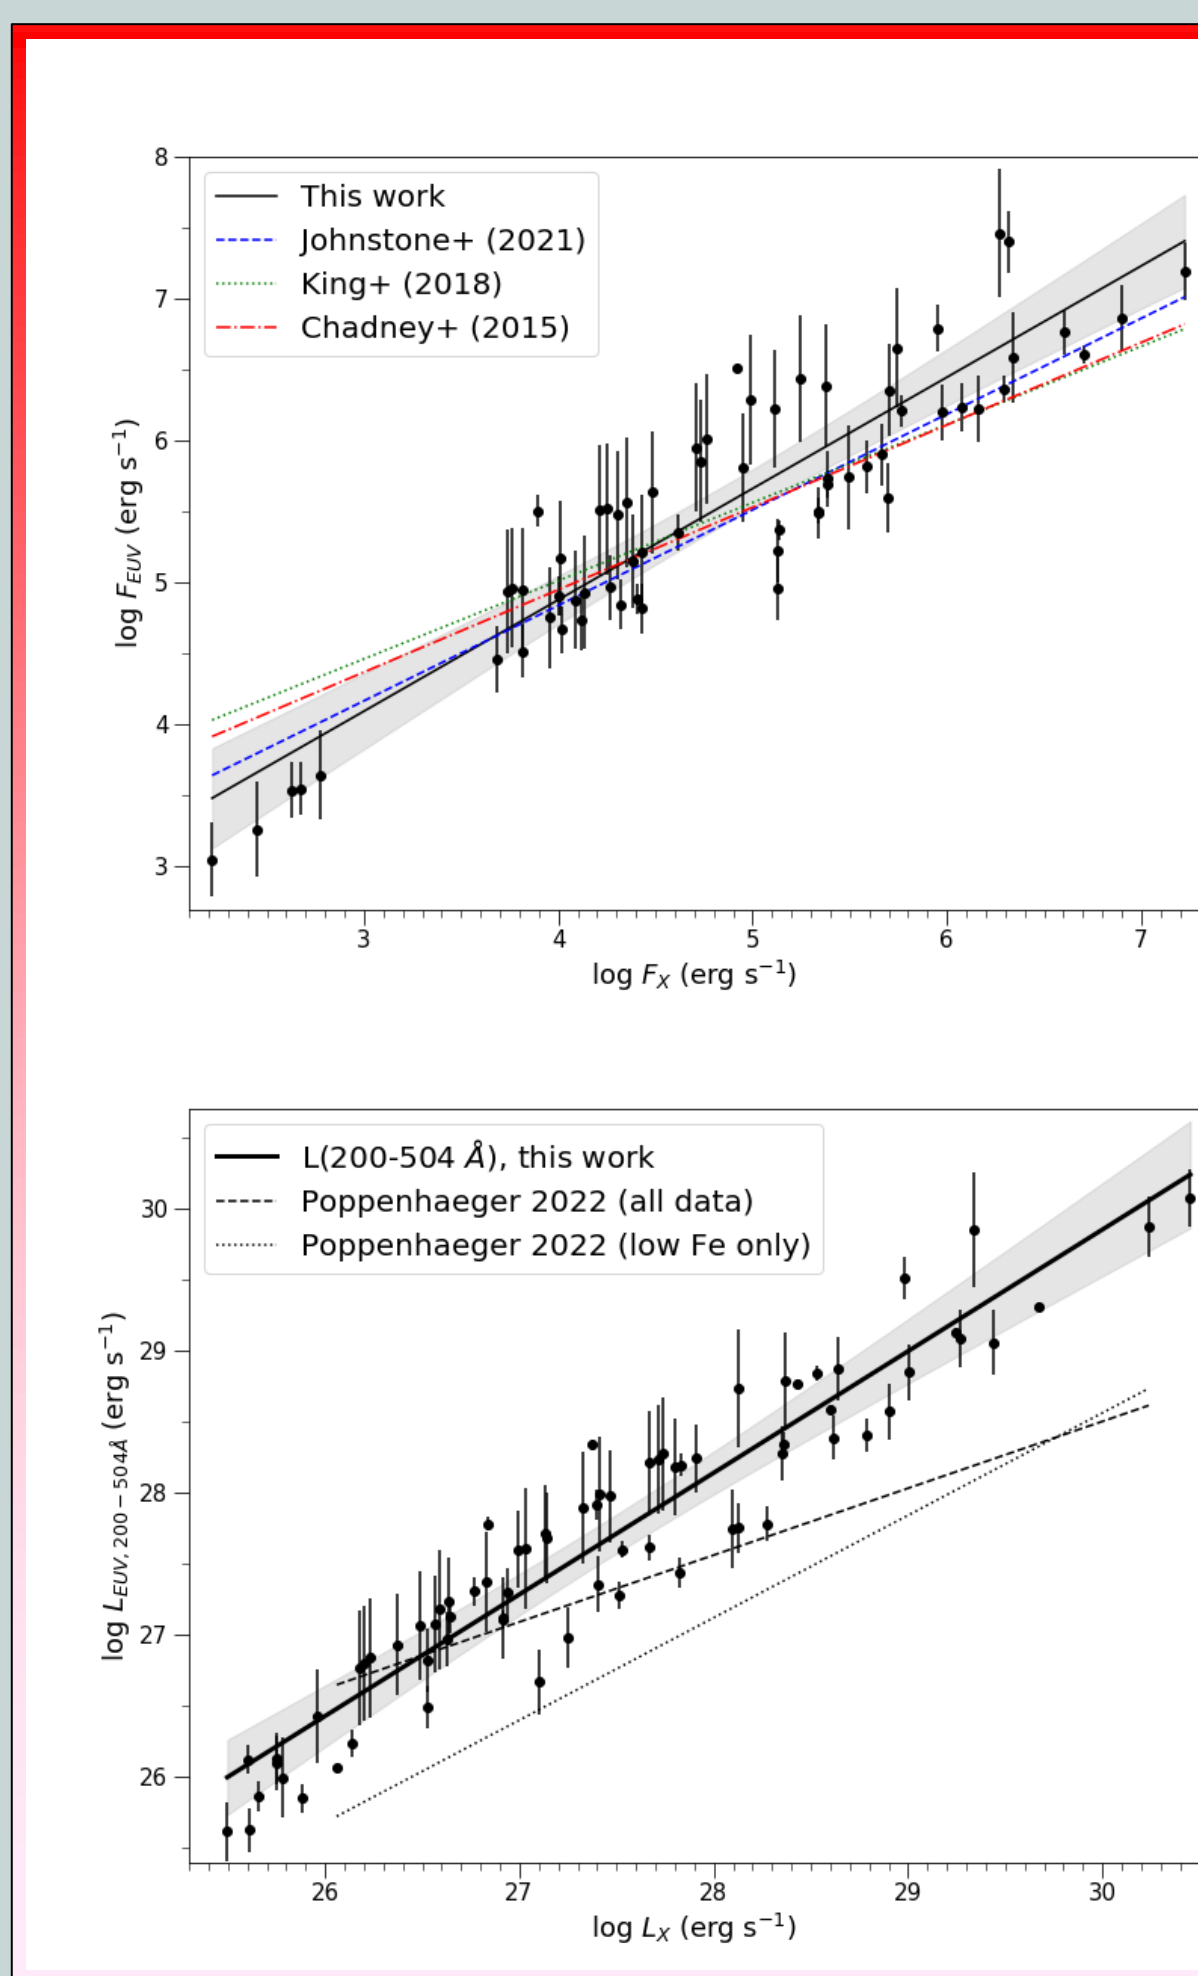 8
7
6
5
4
3
log F_EUV (erg s⁻¹)
This work
Johnstone+ (2021)
King+ (2018)
Chadney+ (2015)
3 4 5 6 7
log F_X (erg s⁻¹)
30
29
28
27
26
log L_EUV, 200−504Å (erg s⁻¹)
L(200-504 Å), this work
Poppenhaeger 2022 (all data)
Poppenhaeger 2022 (low Fe only)
26 27 28 29 30
log L_X (erg s⁻¹)